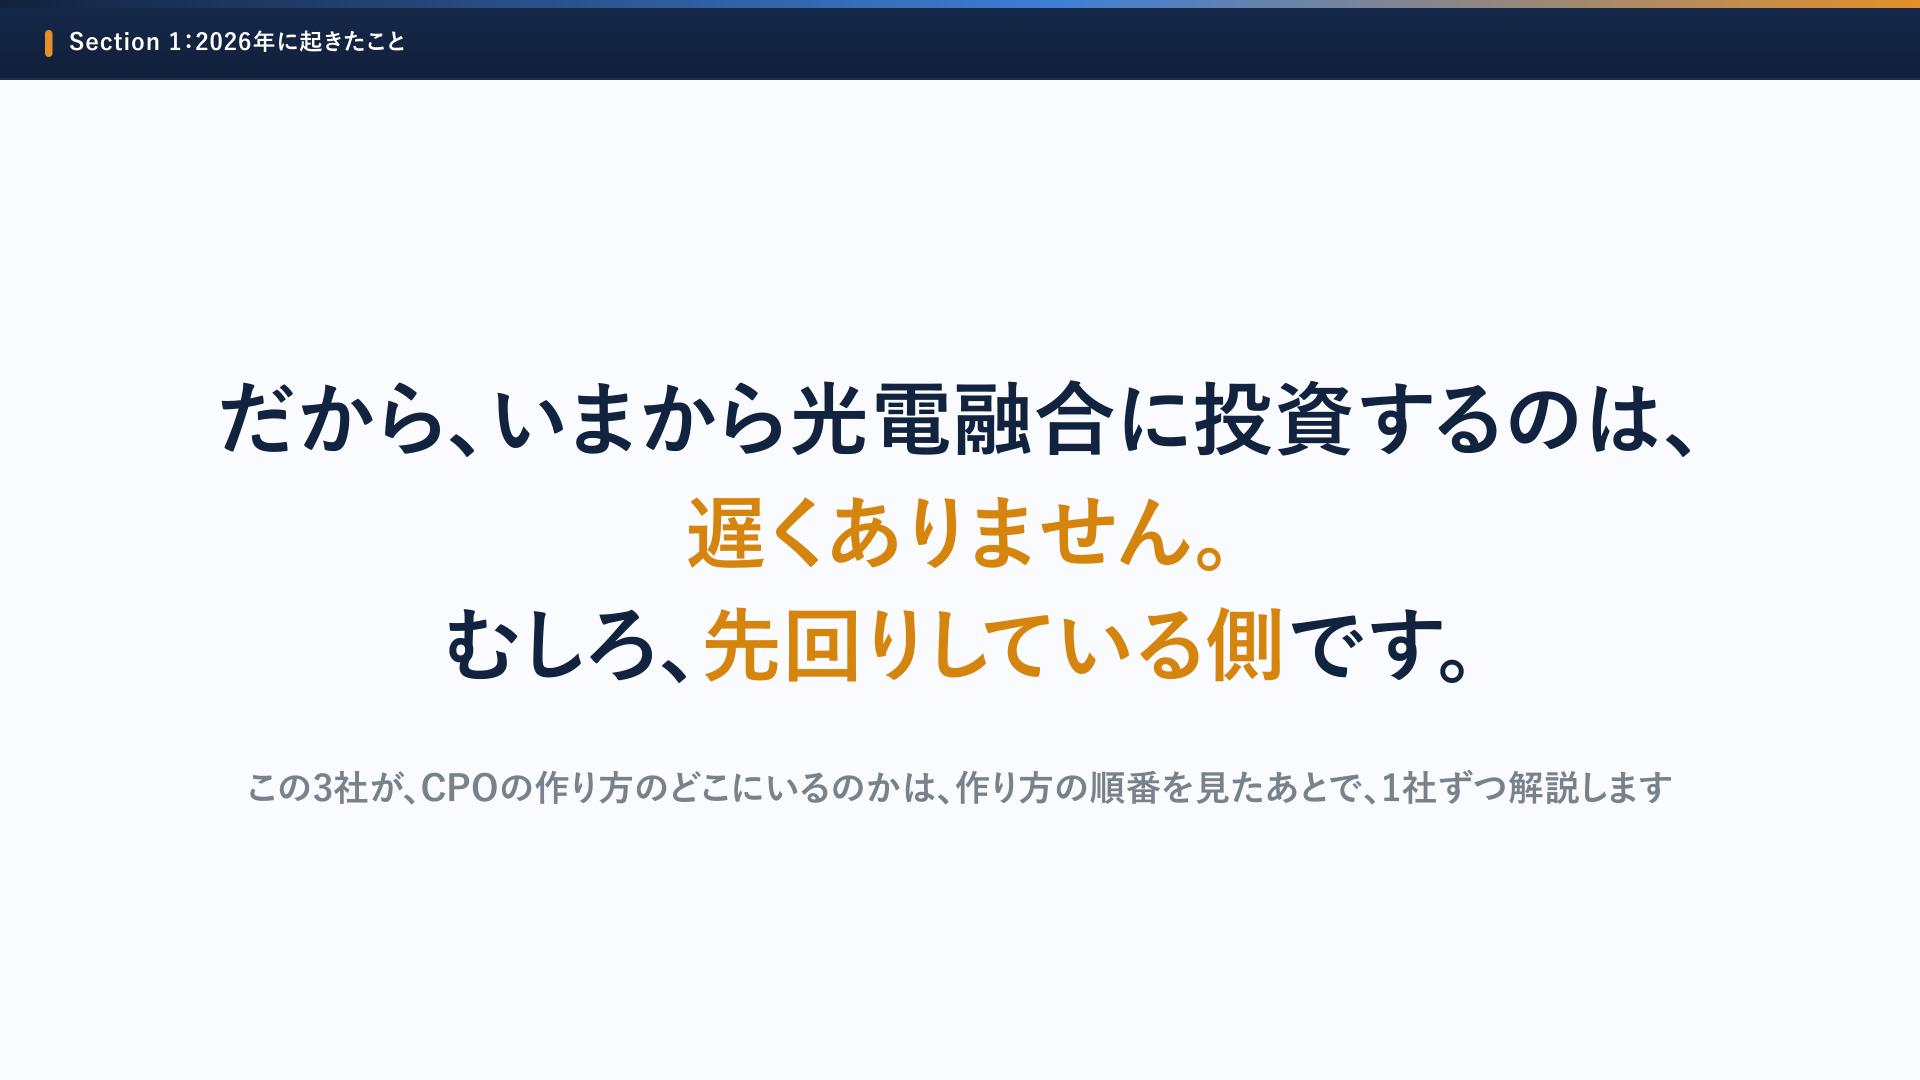 Section 1：2026年に起きたこと
だから、いまから光電融合に投資するのは、
遅くありません。
むしろ、先回りしている側です。
この3社が、CPOの作り方のどこにいるのかは、作り方の順番を見たあとで、1社ずつ解説します